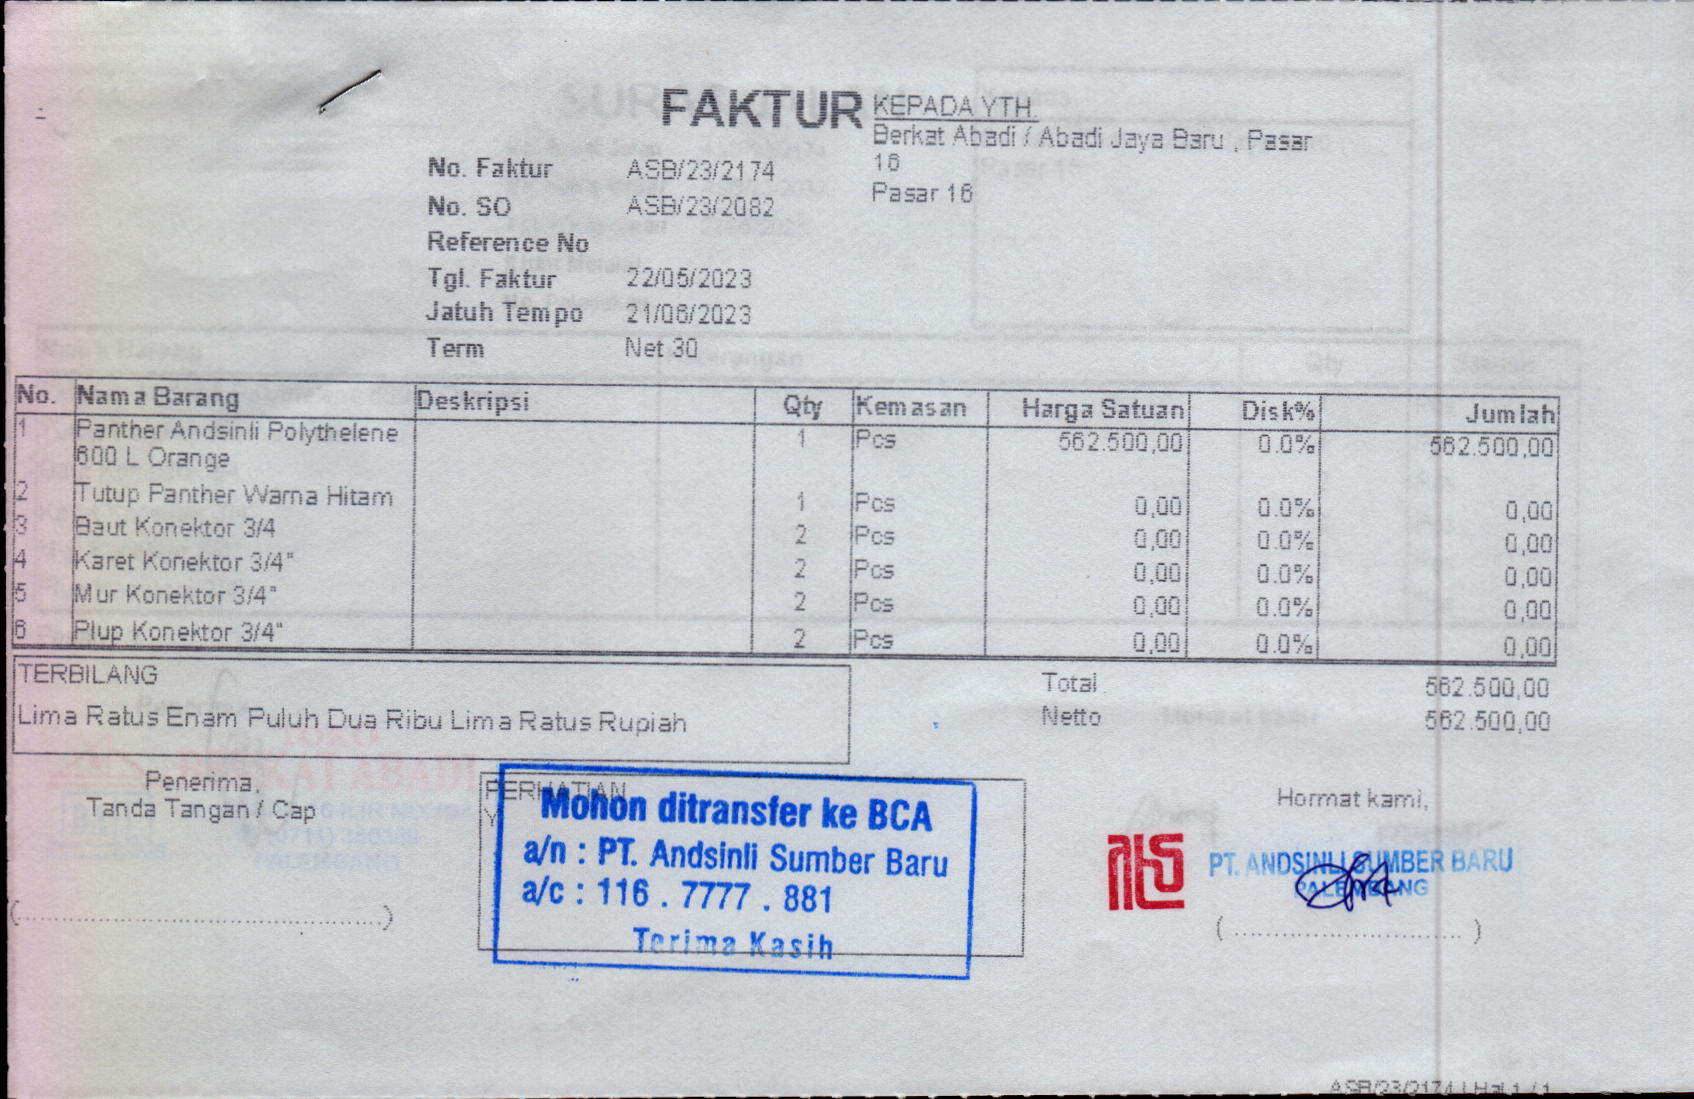 FAKTUR
KEPADA YTH.
Berkat Abadi / Abadi Jaya Baru , Pasar
16
Pasar 16
No. Faktur ASB/23/2174
No. SO ASB/23/2082
Reference No
Tgl. Faktur 22/05/2023
Jatuh Tempo 21/06/2023
Term Net 30
No. Nama Barang Deskripsi Qty Kemasan Harga Satuan Disk% Jumlah
1 Panther Andsinli Polythelene 1 Pcs 562.500,00 0.0% 562.500,00
600 L Orange
2 Tutup Panther Warna Hitam 1 Pcs 0,00 0.0% 0,00
3 Baut Konektor 3/4 2 Pcs 0,00 0.0% 0,00
4 Karet Konektor 3/4" 2 Pcs 0,00 0.0% 0,00
5 Mur Konektor 3/4" 2 Pcs 0,00 0.0% 0,00
6 Plup Konektor 3/4" 2 Pcs 0,00 0.0% 0,00
TERBILANG
Lima Ratus Enam Puluh Dua Ribu Lima Ratus Rupiah
Total 562.500,00
Netto 562.500,00
Penerima,
Tanda Tangan / Cap
PERHATIAN
Mohon ditransfer ke BCA
a/n : PT. Andsinli Sumber Baru
a/c : 116 . 7777 . 881
Terima Kasih
Hormat kami,
PT. ANDSINLI SUMBER BARU
PALEMBANG
ASB/23/2174 | Hal 1 / 1